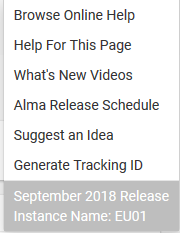 Browse Online Help
Help For This Page
What's New Videos
Alma Release Schedule
Suggest an Idea
Generate Tracking ID
September 2018 Release
Instance Name: EU01